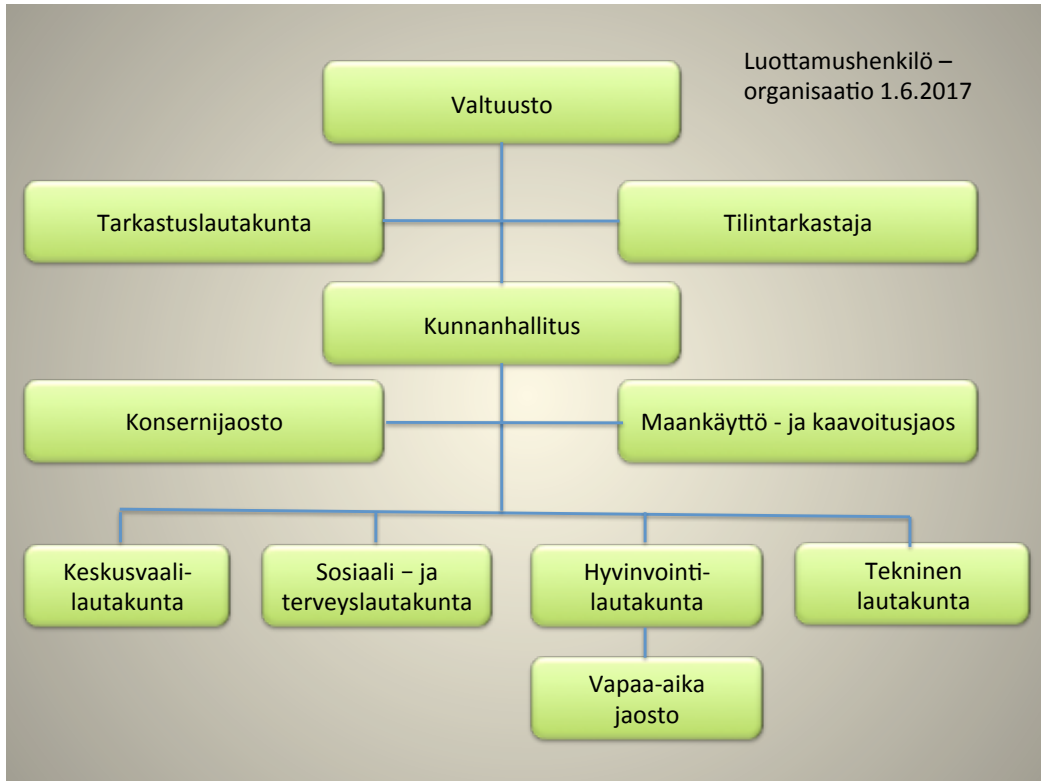 Luottamushenkilö –
organisaatio 1.6.2017
Valtuusto
Tarkastuslautakunta
Tilintarkastaja
Kunnanhallitus
Konsernijaosto
Maankäyttö - ja kaavoitusjaos
Keskusvaali-
lautakunta
Sosiaali – ja
terveyslautakunta
Hyvinvointi-
lautakunta
Tekninen
lautakunta
Vapaa-aika
jaosto